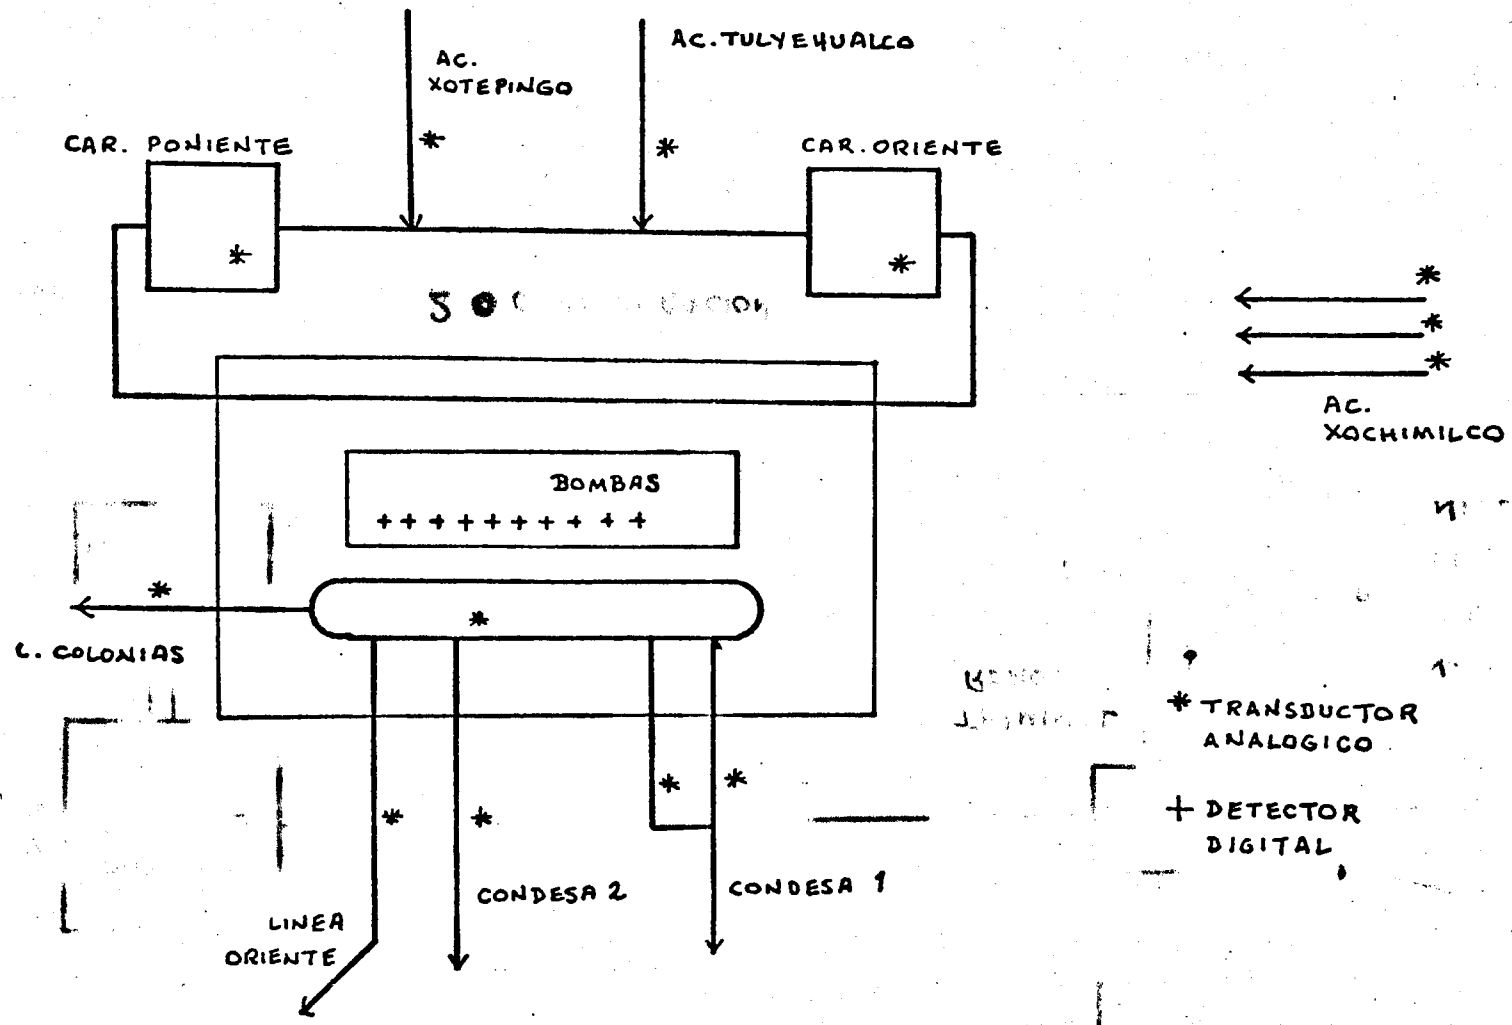 AC. TULYEHUALCO
AC.
XOTEPINGO
CAR. PONIENTE
CAR. ORIENTE
*
*
*
*
*
*
*
AC.
XOCHIMILCO
BOMBAS
+ + + + + + + + + +
*
*
C. COLONIAS
* TRANSDUCTOR
ANALOGICO
*
*
*
*
+ DETECTOR
DIGITAL
CONDESA 2
CONDESA 1
LINEA
ORIENTE